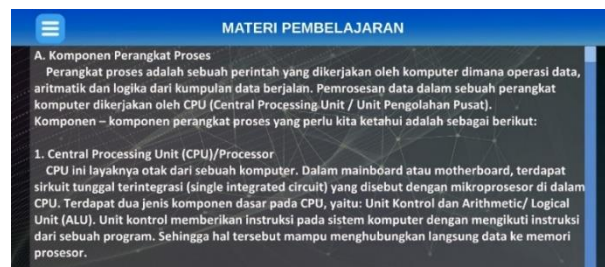 MATERI PEMBELAJARAN
A. Komponen Perangkat Proses
Perangkat proses adalah sebuah perintah yang dikerjakan oleh komputer dimana operasi data,
aritmatik dan logika dari kumpulan data berjalan. Pemrosesan data dalam sebuah perangkat
komputer dikerjakan oleh CPU (Central Processing Unit / Unit Pengolahan Pusat).
Komponen – komponen perangkat proses yang perlu kita ketahui adalah sebagai berikut:
1. Central Processing Unit (CPU)/Processor
CPU ini layaknya otak dari sebuah komputer. Dalam mainboard atau motherboard, terdapat
sirkuit tunggal terintegrasi (single integrated circuit) yang disebut dengan mikroprosesor di dalam
CPU. Terdapat dua jenis komponen dasar pada CPU, yaitu: Unit Kontrol dan Arithmetic/ Logical
Unit (ALU). Unit kontrol memberikan instruksi pada sistem komputer dengan mengikuti instruksi
dari sebuah program. Sehingga hal tersebut mampu menghubungkan langsung data ke memori
prosesor.